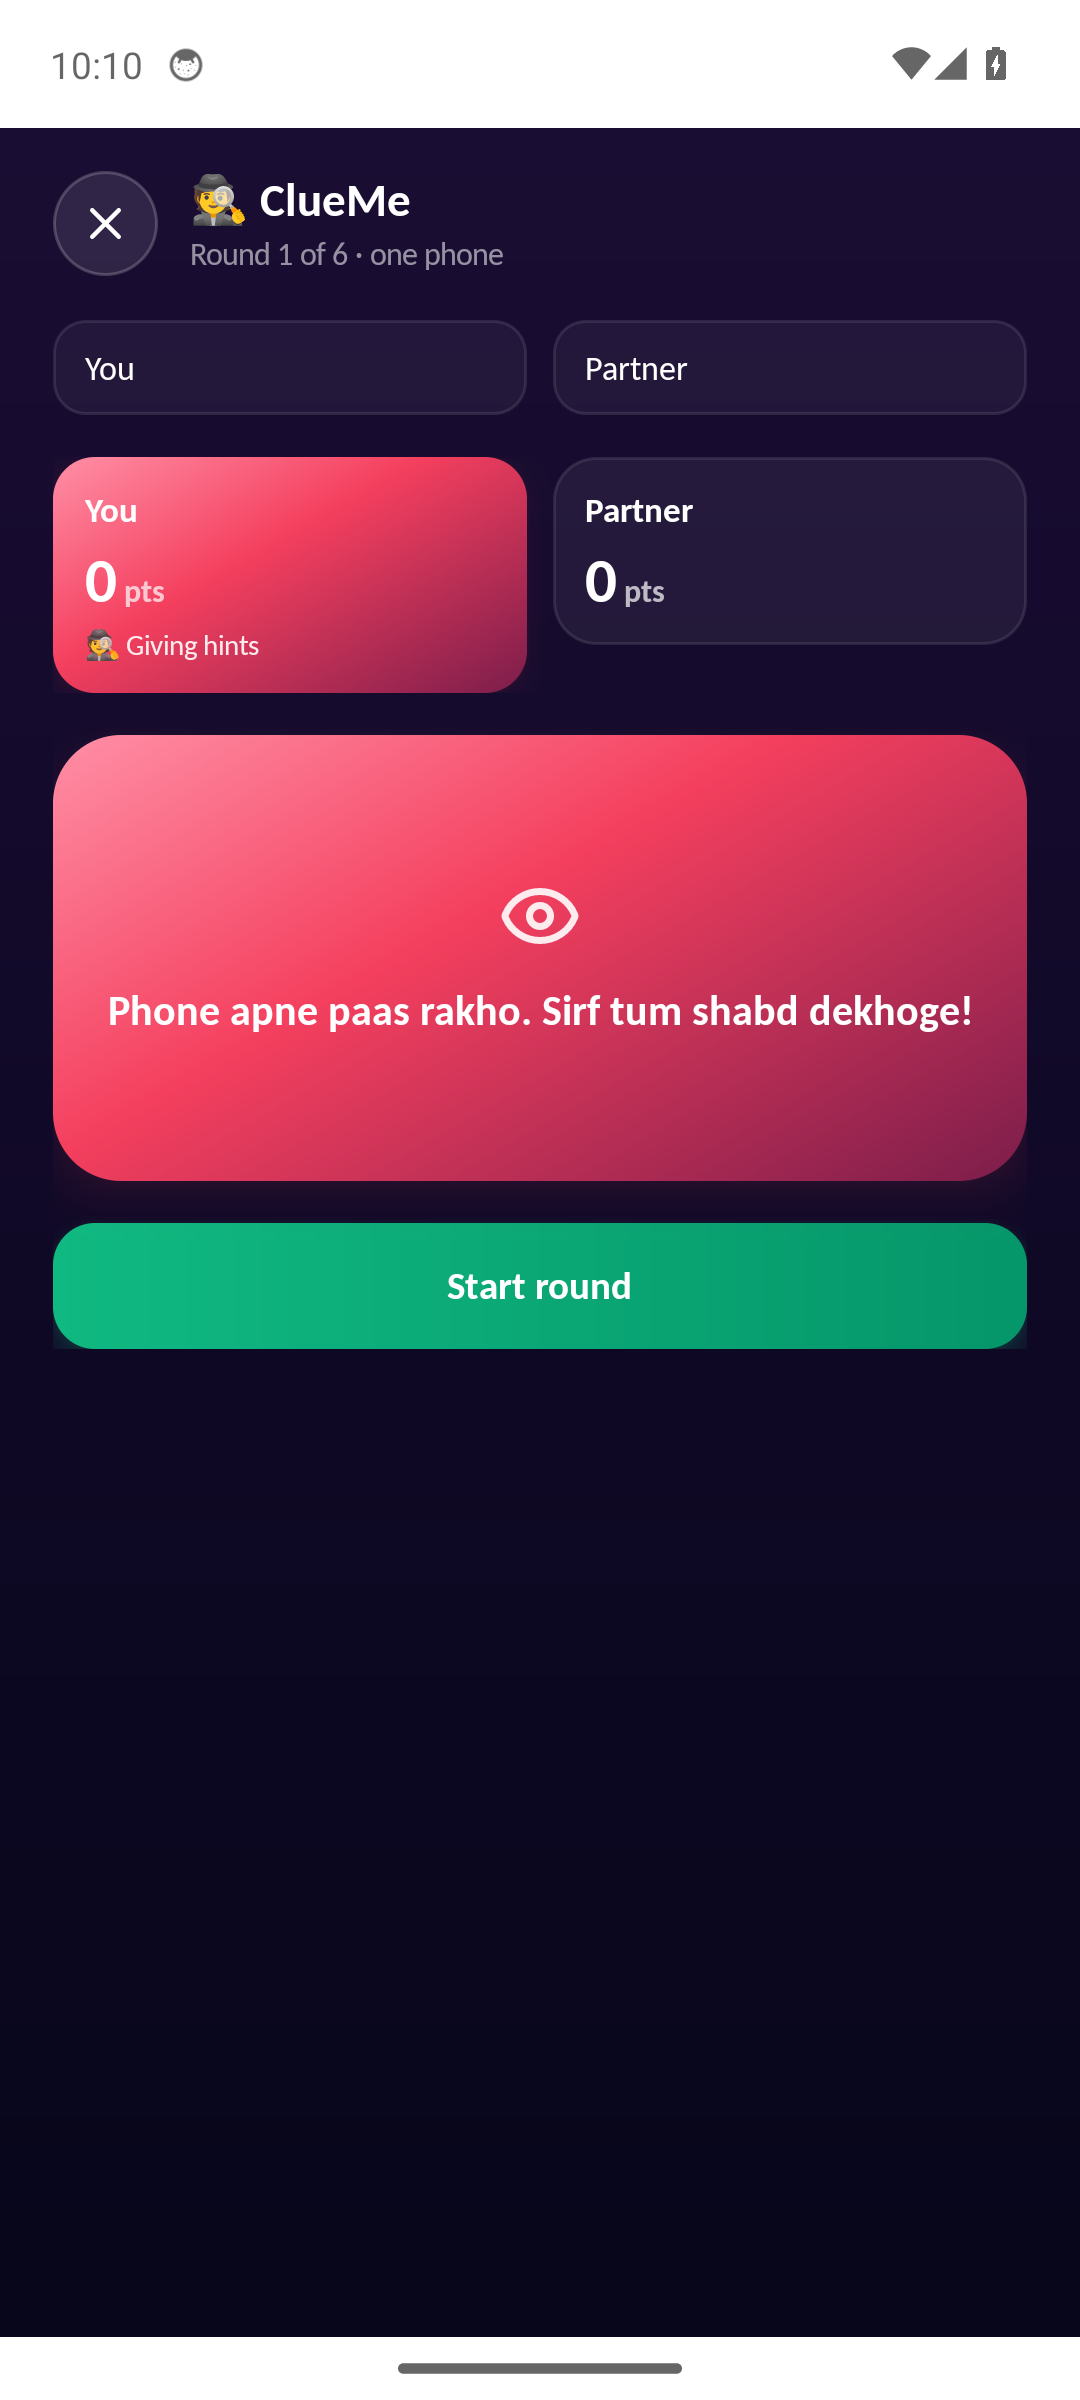 10:10
ClueMe
Round 1 of 6 · one phone
You
Partner
You
0 pts
Giving hints
Partner
0 pts
Phone apne paas rakho. Sirf tum shabd dekhoge!
Start round